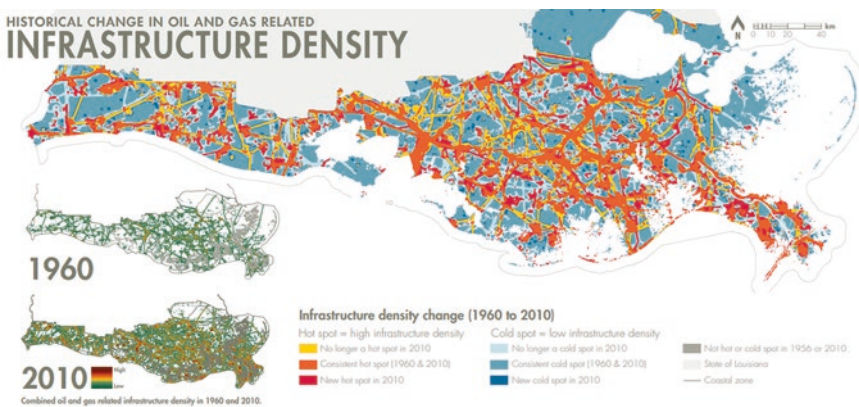 HISTORICAL CHANGE IN OIL AND GAS RELATED
INFRASTRUCTURE DENSITY
N
0 10 20 40 km
1960
2010
High
Low
Combined oil and gas related infrastructure density in 1960 and 2010.
Infrastructure density change (1960 to 2010)
Hot spot = high infrastructure density
No longer a hot spot in 2010
Consistent hot spot (1960 & 2010)
New hot spot in 2010
Cold spot = low infrastructure density
No longer a cold spot in 2010
Consistent cold spot (1960 & 2010)
New cold spot in 2010
Not hot or cold spot in 1956 or 2010
State of Louisiana
Coastal zone